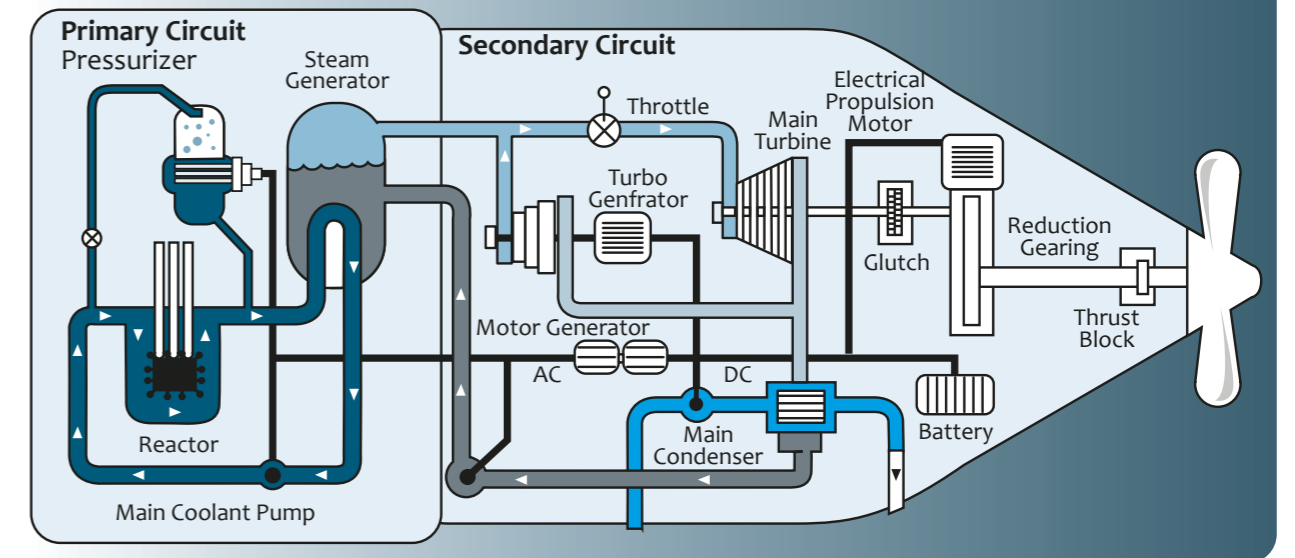 Primary Circuit
Pressurizer
Steam
Generator
Secondary Circuit
Throttle
Main
Turbine
Electrical
Propulsion
Motor
Turbo
Genfrator
Glutch
Reduction
Gearing
Thrust
Block
Motor Generator
AC
DC
Main
Condenser
Battery
Reactor
Main Coolant Pump